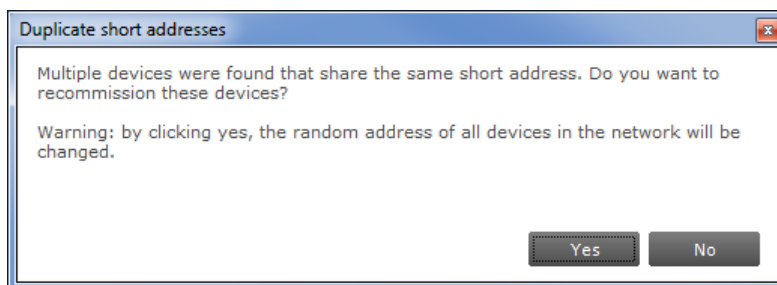 Duplicate short addresses
Multiple devices were found that share the same short address. Do you want to
recommission these devices?
Warning: by clicking yes, the random address of all devices in the network will be
changed.
Yes No